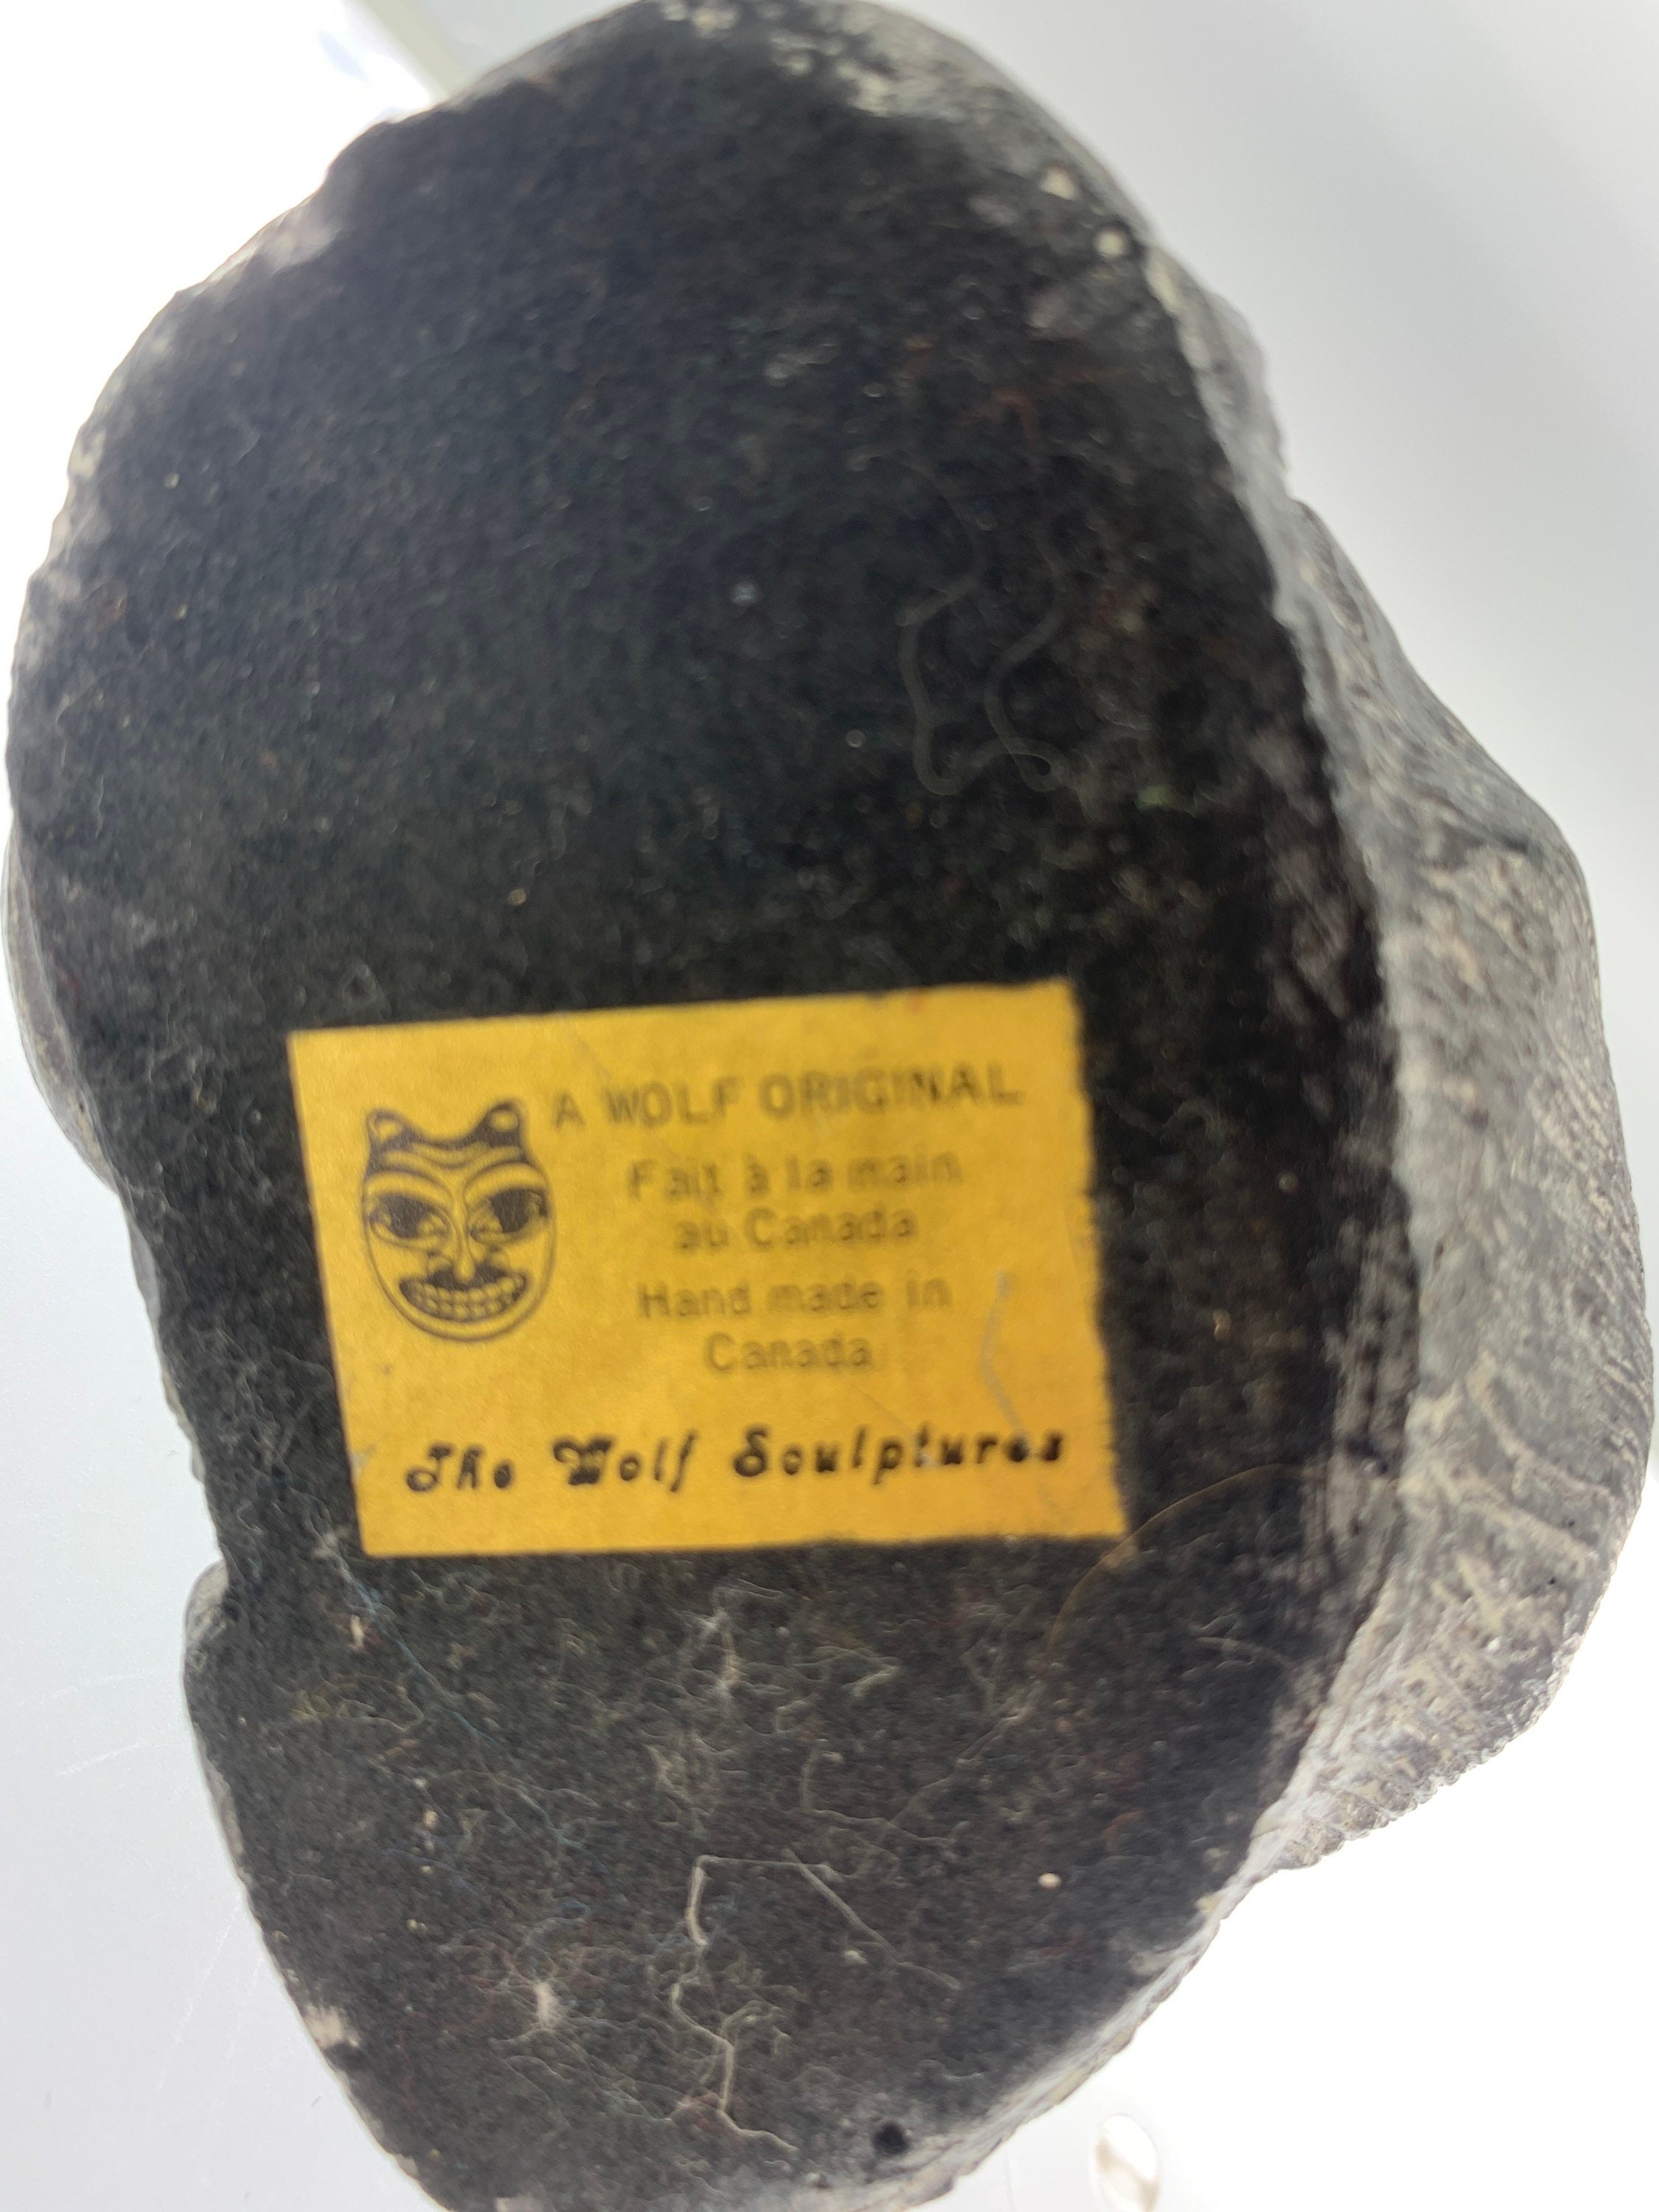 A WOLF ORIGINAL
Fait à la main
au Canada
Hand made in
Canada
The Wolf Sculptures